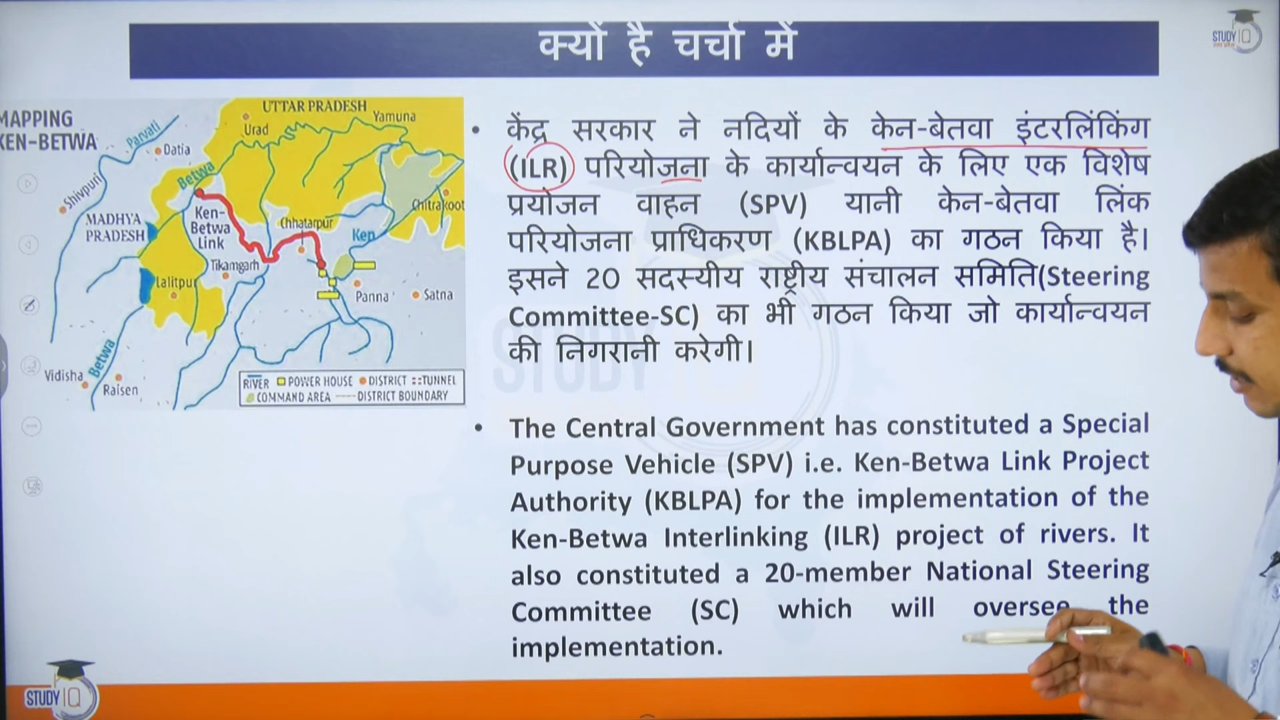 क्यों है चर्चा में
STUDY IQ
MAPPING
KEN-BETWA
UTTAR PRADESH
Yamuna
Urad
Parvati
Datia
Betwa
Shivpuri
Chitrakoot
MADHYA
PRADESH
Ken-
Betwa
Link
Chhatarpur
Ken
Tikamgarh
Lalitpur
Panna
Satna
Betwa
Vidisha
Raisen
RIVER POWER HOUSE DISTRICT TUNNEL
COMMAND AREA DISTRICT BOUNDARY
• केंद्र सरकार ने नदियों के केन-बेतवा इंटरलिंकिंग
(ILR) परियोजना के कार्यान्वयन के लिए एक विशेष
प्रयोजन वाहन (SPV) यानी केन-बेतवा लिंक
परियोजना प्राधिकरण (KBLPA) का गठन किया है।
इसने 20 सदस्यीय राष्ट्रीय संचालन समिति(Steering
Committee-SC) का भी गठन किया जो कार्यान्वयन
की निगरानी करेगी।
• The Central Government has constituted a Special
Purpose Vehicle (SPV) i.e. Ken-Betwa Link Project
Authority (KBLPA) for the implementation of the
Ken-Betwa Interlinking (ILR) project of rivers. It
also constituted a 20-member National Steering
Committee (SC) which will oversee the
implementation.
STUDY IQ